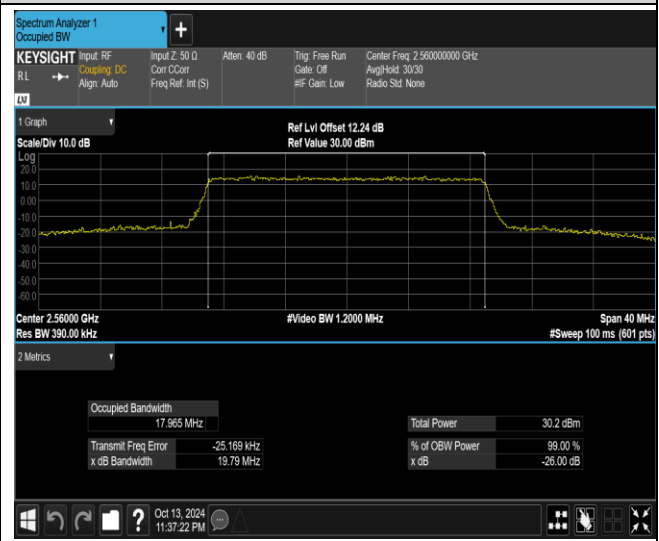 Spectrum Analyzer 1
Occupied BW
+
KEYSIGHT
RL
LXI
Input: RF
Coupling: DC
Align: Auto
Input Z: 50 Ω
Corr CCorr
Freq Ref: Int (S)
Atten: 40 dB
Trig: Free Run
Gate: Off
#IF Gain: Low
Center Freq: 2.560000000 GHz
Avg|Hold: 30/30
Radio Std: None
1 Graph
Scale/Div 10.0 dB
Ref Lvl Offset 12.24 dB
Ref Value 30.00 dBm
Log
20.0
10.0
0.00
-10.0
-20.0
-30.0
-40.0
-50.0
-60.0
Center 2.56000 GHz
#Video BW 1.2000 MHz
Span 40 MHz
Res BW 390.00 kHz
#Sweep 100 ms (601 pts)
2 Metrics
Occupied Bandwidth
17.965 MHz
Total Power 30.2 dBm
Transmit Freq Error -25.169 kHz
% of OBW Power 99.00 %
x dB Bandwidth 19.79 MHz
x dB -26.00 dB
?
Oct 13, 2024
11:37:22 PM